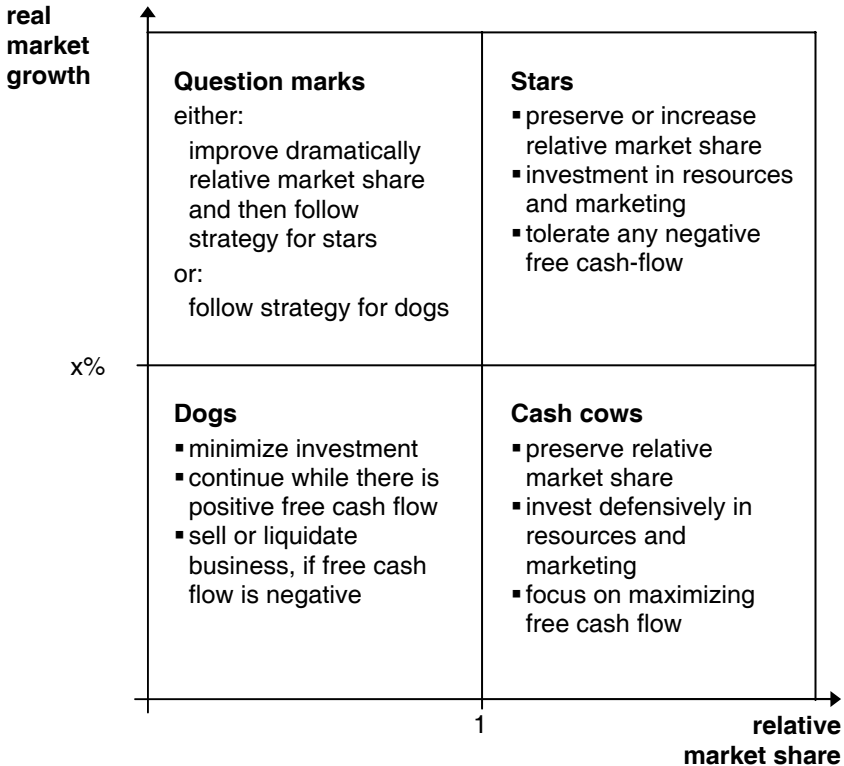 real
market
growth
Question marks
either:
improve dramatically
relative market share
and then follow
strategy for stars
or:
follow strategy for dogs
Stars
▪ preserve or increase
relative market share
▪ investment in resources
and marketing
▪ tolerate any negative
free cash-flow
x%
Dogs
▪ minimize investment
▪ continue while there is
positive free cash flow
▪ sell or liquidate
business, if free cash
flow is negative
Cash cows
▪ preserve relative
market share
▪ invest defensively in
resources and
marketing
▪ focus on maximizing
free cash flow
1
relative
market share